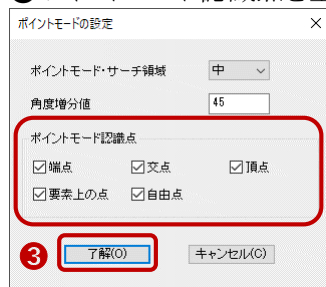 ポイントモードの設定 ×
ポイントモード・サーチ領域 中
角度増分値 45
ポイントモード認識点
端点 交点 頂点
要素上の点 自由点
3 了解(O) キャンセル(C)